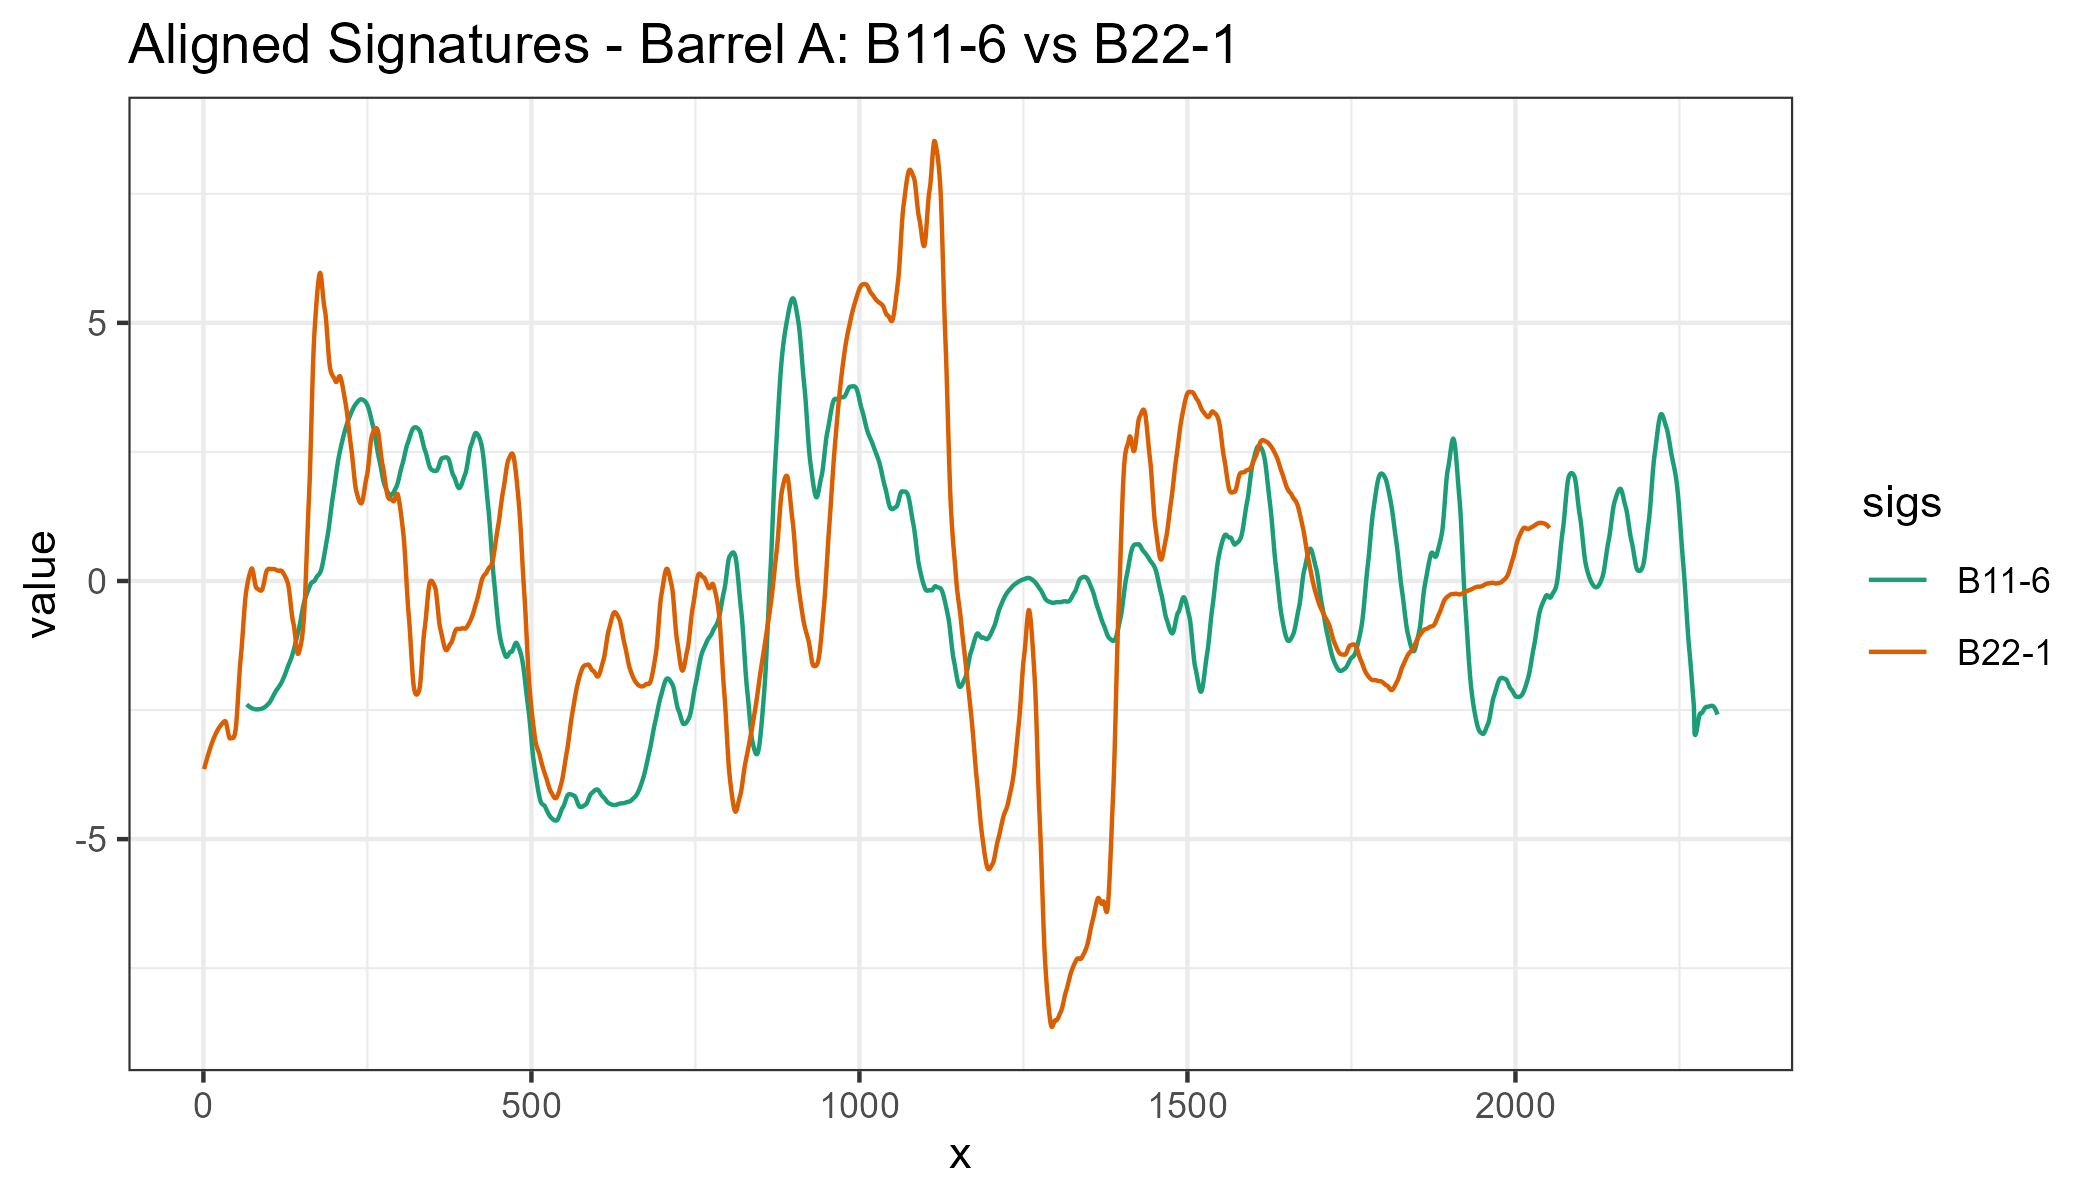 Aligned Signatures - Barrel A: B11-6 vs B22-1
value
5
0
-5
0
500
1000
1500
2000
x
sigs
B11-6
B22-1